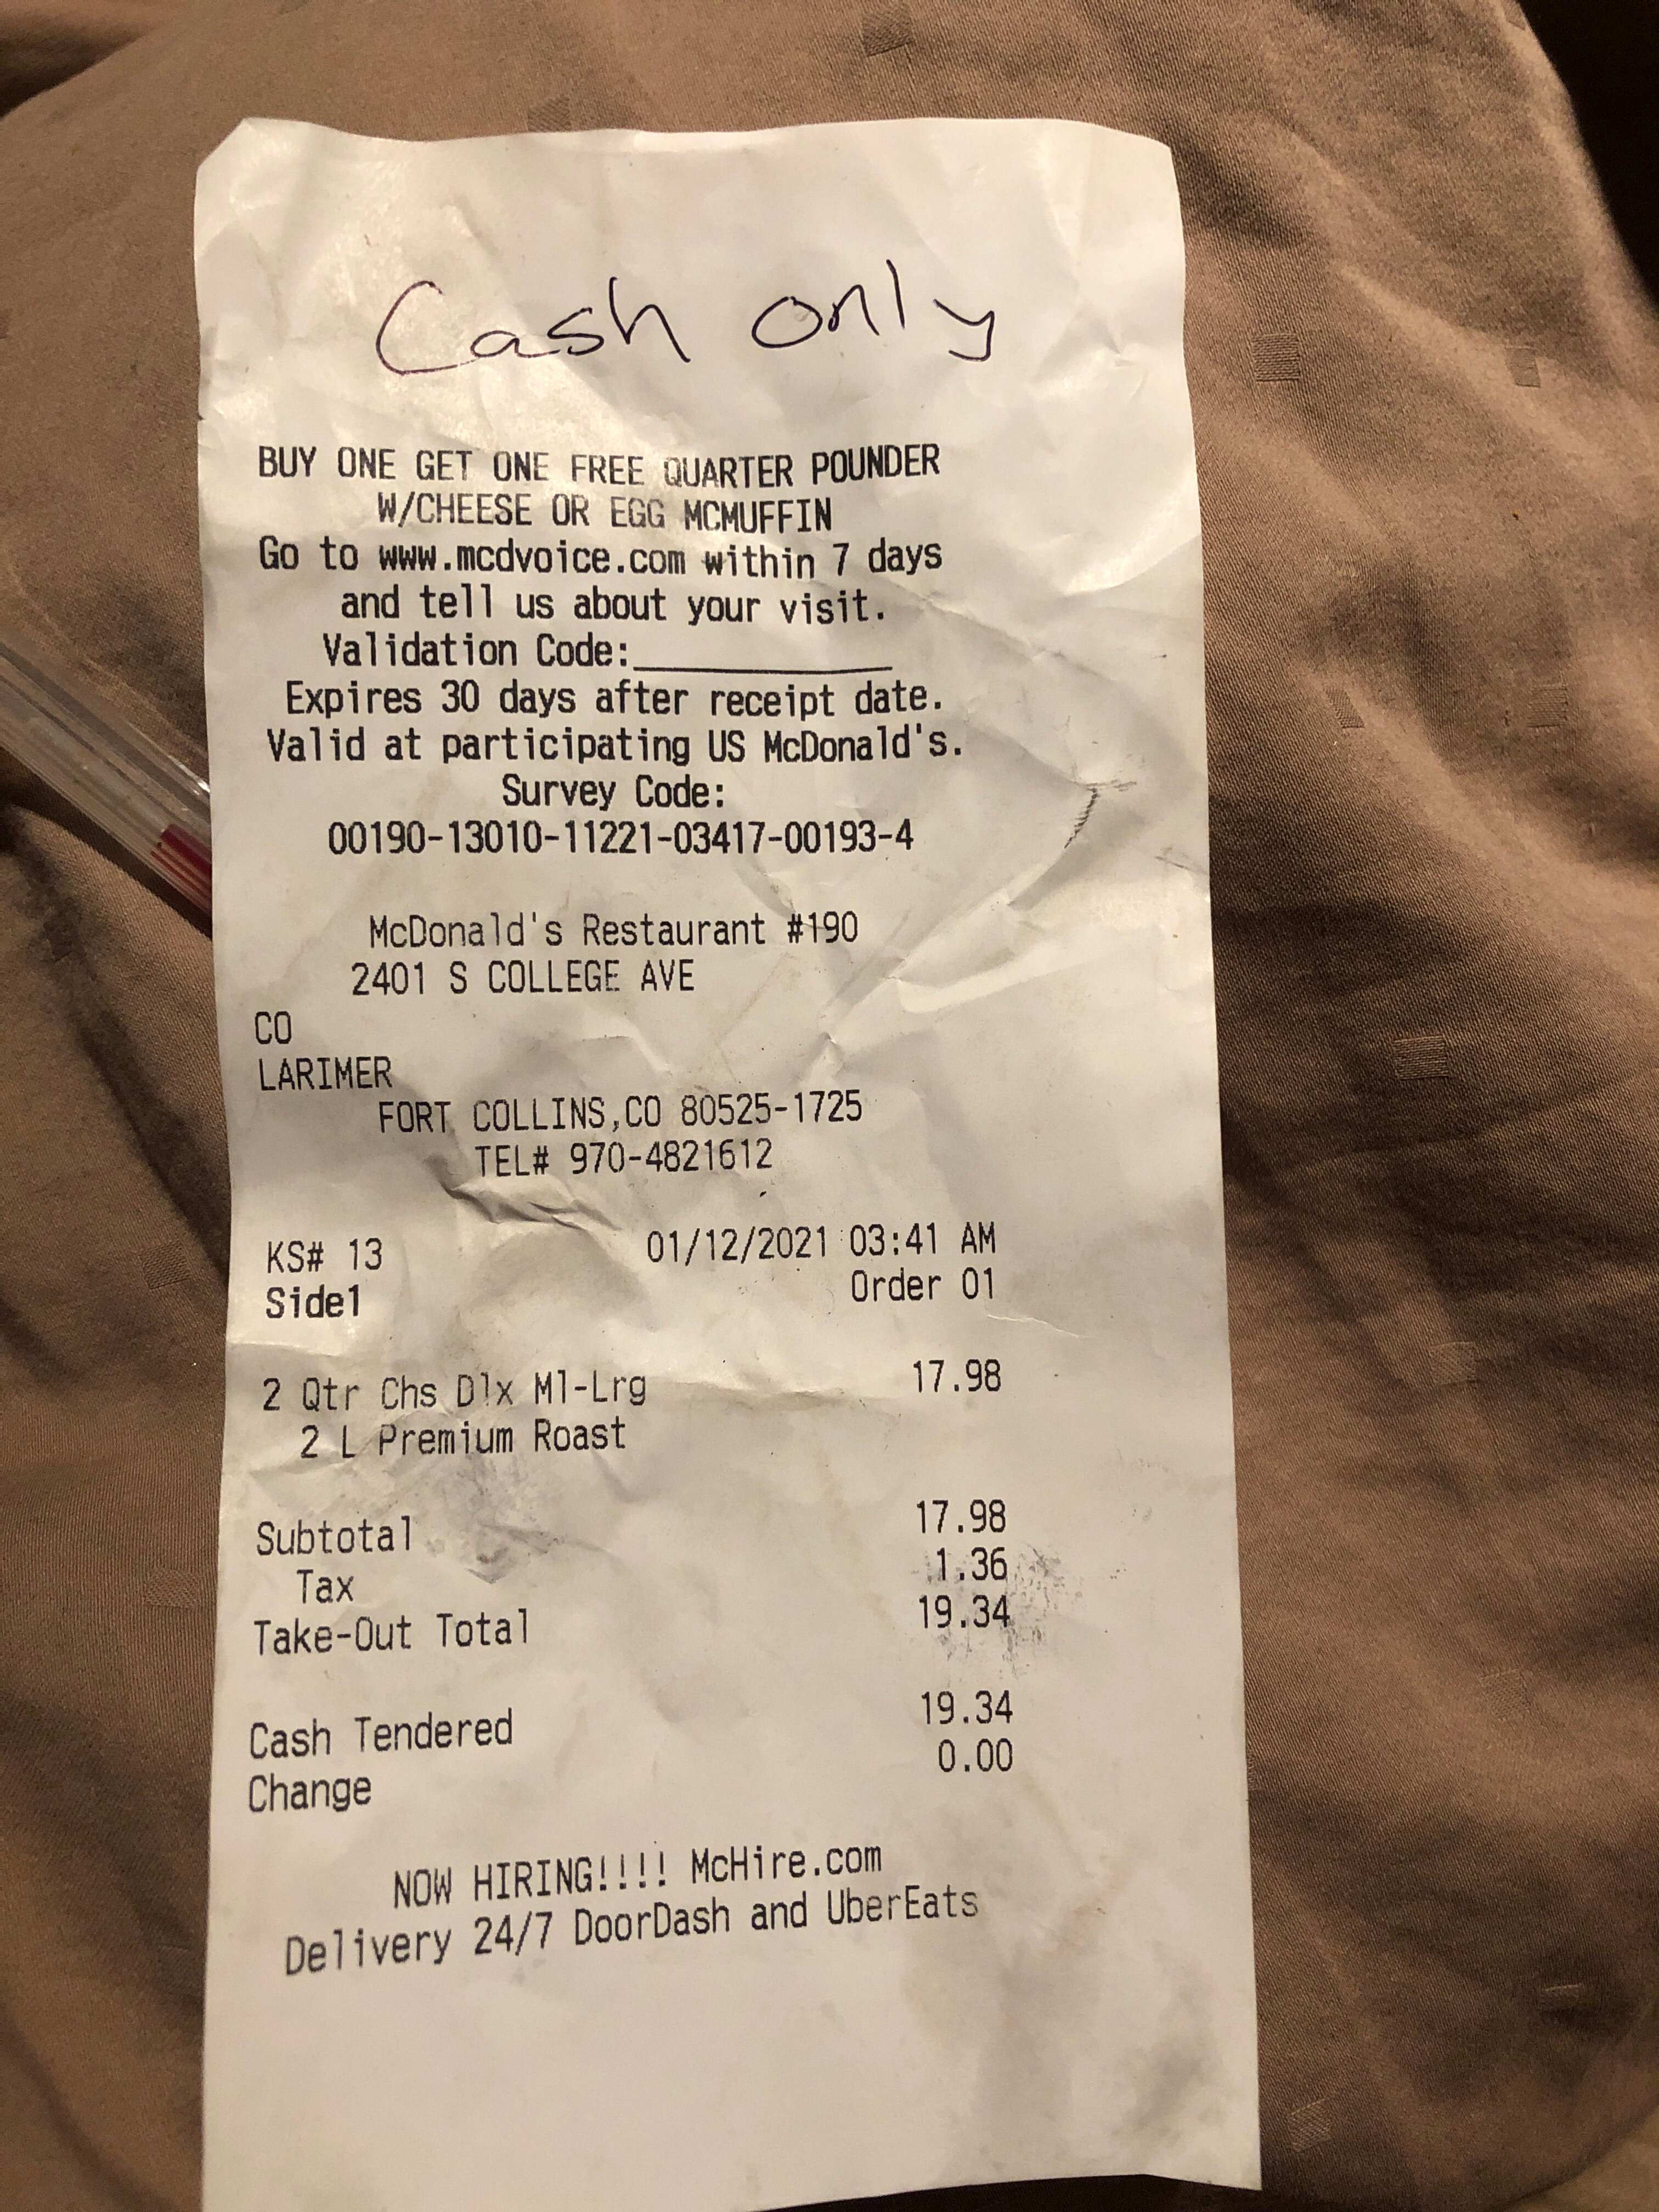 Cash only
BUY ONE GET ONE FREE QUARTER POUNDER
W/CHEESE OR EGG MCMUFFIN
Go to www.mcdvoice.com within 7 days
and tell us about your visit.
Validation Code:____________
Expires 30 days after receipt date.
Valid at participating US McDonald's.
Survey Code:
00190-13010-11221-03417-00193-4
McDonald's Restaurant #190
2401 S COLLEGE AVE
CO
LARIMER
FORT COLLINS,CO 80525-1725
TEL# 970-4821612
KS# 13 01/12/2021 03:41 AM
Side1 Order 01
2 Qtr Chs Dlx Ml-Lrg 17.98
2 L Premium Roast
Subtotal 17.98
Tax 1.36
Take-Out Total 19.34
Cash Tendered 19.34
Change 0.00
NOW HIRING!!!! McHire.com
Delivery 24/7 DoorDash and UberEats